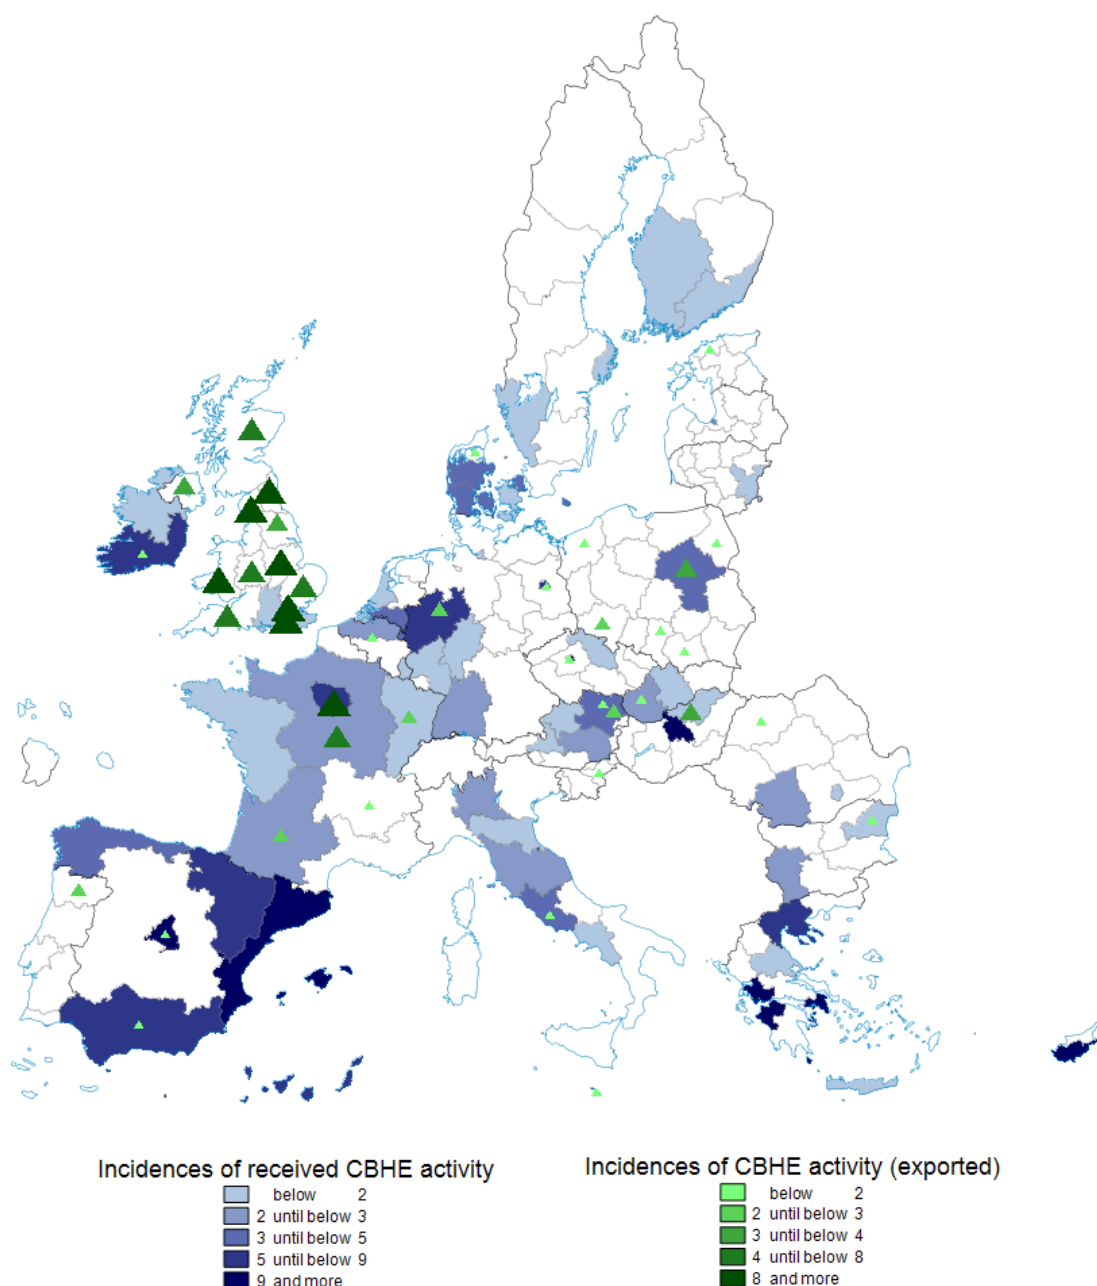 Incidences of received CBHE activity
below 2
2 until below 3
3 until below 5
5 until below 9
9 and more
Incidences of CBHE activity (exported)
below 2
2 until below 3
3 until below 4
4 until below 8
8 and more